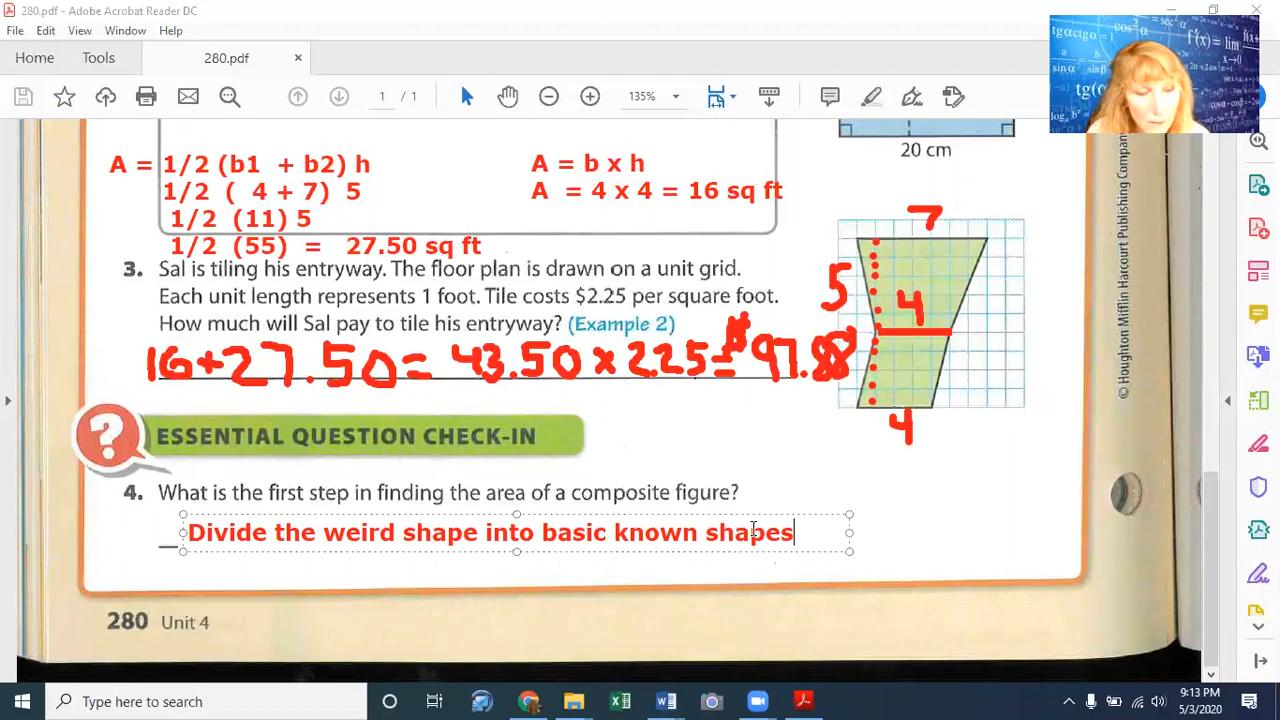 280.pdf - Adobe Acrobat Reader DC
File Edit View Window Help
Home Tools 280.pdf ×
1 / 1 135%
20 cm
A = 1/2 (b1 + b2) h
1/2 ( 4 + 7) 5
1/2 (11) 5
1/2 (55) = 27.50 sq ft
A = b x h
A = 4 x 4 = 16 sq ft
3. Sal is tiling his entryway. The floor plan is drawn on a unit grid.
Each unit length represents 1 foot. Tile costs $2.25 per square foot.
How much will Sal pay to tile his entryway? (Example 2)
16+27.50= 43.50 x 2.25= $97.88
7
5
4
4
© Houghton Mifflin Harcourt Publishing Company
? ESSENTIAL QUESTION CHECK-IN
4. What is the first step in finding the area of a composite figure?
Divide the weird shape into basic known shapes
280 Unit 4
Type here to search
9:13 PM
5/3/2020